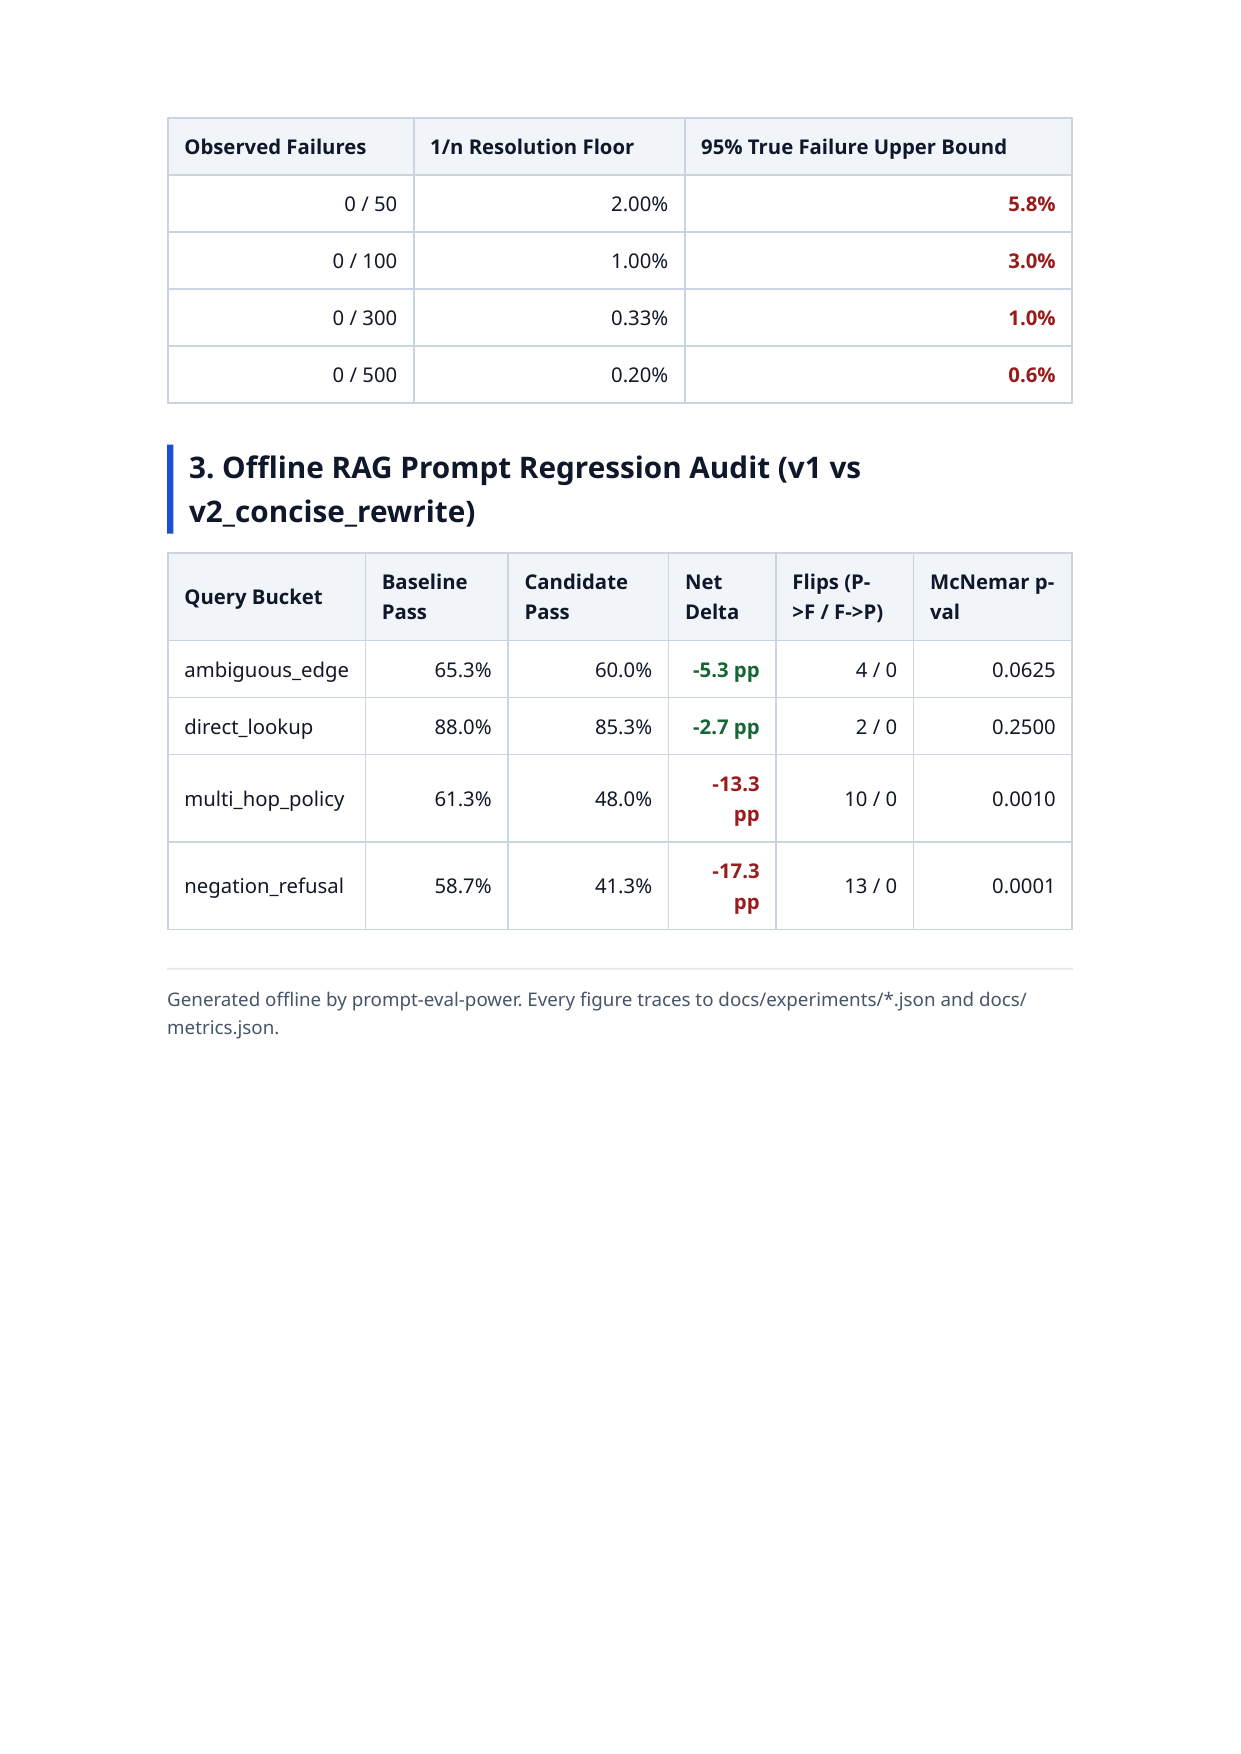 Observed Failures 1/n Resolution Floor 95% True Failure Upper Bound
0 / 50 2.00% 5.8%
0 / 100 1.00% 3.0%
0 / 300 0.33% 1.0%
0 / 500 0.20% 0.6%
3. Offline RAG Prompt Regression Audit (v1 vs
v2_concise_rewrite)
Query Bucket Baseline Pass Candidate Pass Net Delta Flips (P->F / F->P) McNemar p-val
ambiguous_edge 65.3% 60.0% -5.3 pp 4 / 0 0.0625
direct_lookup 88.0% 85.3% -2.7 pp 2 / 0 0.2500
multi_hop_policy 61.3% 48.0% -13.3 pp 10 / 0 0.0010
negation_refusal 58.7% 41.3% -17.3 pp 13 / 0 0.0001
Generated offline by prompt-eval-power. Every figure traces to docs/experiments/*.json and docs/
metrics.json.